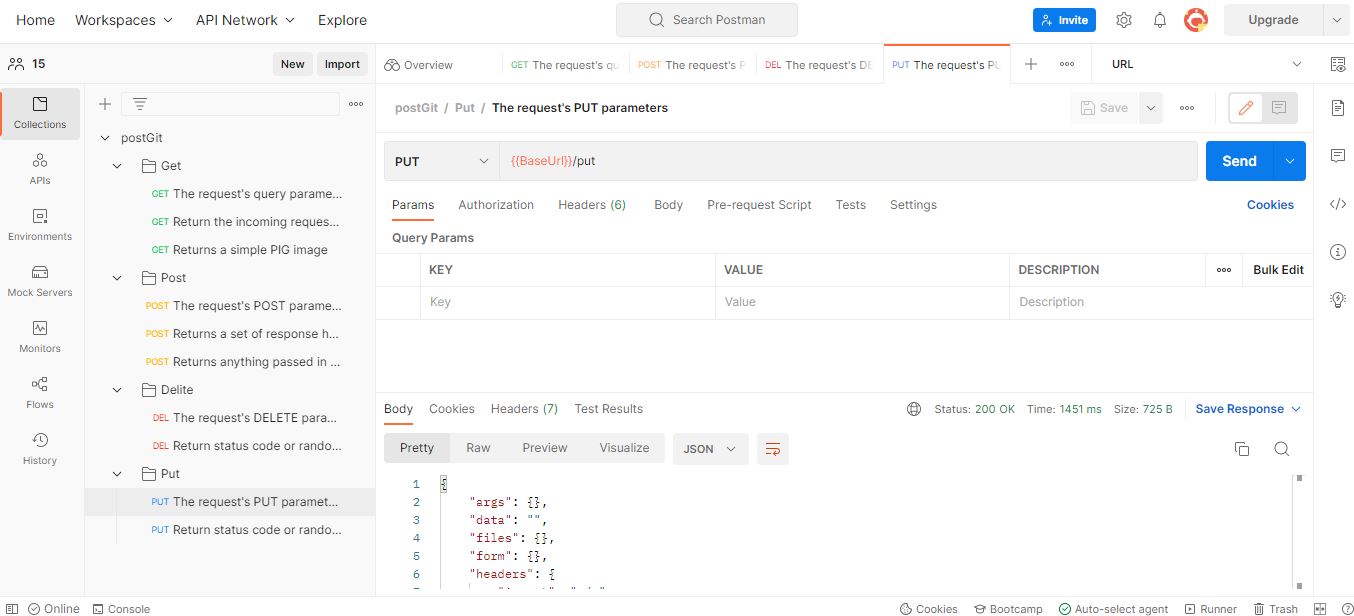 Home Workspaces API Network Explore Search Postman Invite Upgrade
15 New Import Overview GET The request's qu POST The request's P DEL The request's DE PUT The request's PU URL
Collections
APIs
Environments
Mock Servers
Monitors
Flows
History
postGit
Get
GET The request's query parame...
GET Return the incoming reques...
GET Returns a simple PIG image
Post
POST The request's POST parame...
POST Returns a set of response h...
POST Returns anything passed in ...
Delite
DEL The request's DELETE para...
DEL Return status code or rando...
Put
PUT The request's PUT paramet...
PUT Return status code or rando...
postGit / Put / The request's PUT parameters Save
PUT {{BaseUrl}}/put Send
Params Authorization Headers (6) Body Pre-request Script Tests Settings Cookies
Query Params
KEY VALUE DESCRIPTION Bulk Edit
Key Value Description
Body Cookies Headers (7) Test Results Status: 200 OK Time: 1451 ms Size: 725 B Save Response
Pretty Raw Preview Visualize JSON
1 {
2 "args": {},
3 "data": "",
4 "files": {},
5 "form": {},
6 "headers": {
Online Console Cookies Bootcamp Auto-select agent Runner Trash